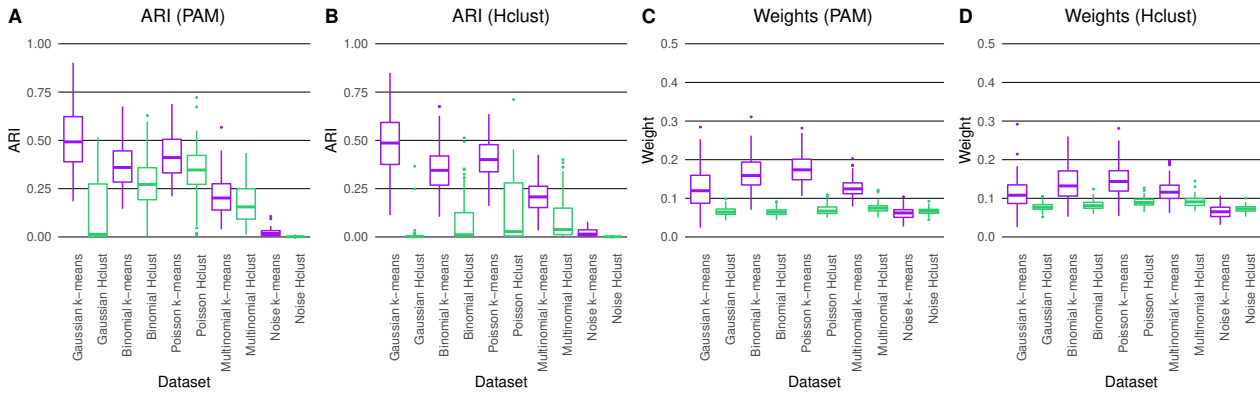 A
ARI (PAM)
ARI
1.00
0.75
0.50
0.25
0.00
Gaussian k−means
Gaussian Hclust
Binomial k−means
Binomial Hclust
Poisson k−means
Poisson Hclust
Multinomial k−means
Multinomial Hclust
Noise k−means
Noise Hclust
Dataset
B
ARI (Hclust)
ARI
1.00
0.75
0.50
0.25
0.00
Gaussian k−means
Gaussian Hclust
Binomial k−means
Binomial Hclust
Poisson k−means
Poisson Hclust
Multinomial k−means
Multinomial Hclust
Noise k−means
Noise Hclust
Dataset
C
Weights (PAM)
Weight
0.5
0.4
0.3
0.2
0.1
0.0
Gaussian k−means
Gaussian Hclust
Binomial k−means
Binomial Hclust
Poisson k−means
Poisson Hclust
Multinomial k−means
Multinomial Hclust
Noise k−means
Noise Hclust
Dataset
D
Weights (Hclust)
Weight
0.5
0.4
0.3
0.2
0.1
0.0
Gaussian k−means
Gaussian Hclust
Binomial k−means
Binomial Hclust
Poisson k−means
Poisson Hclust
Multinomial k−means
Multinomial Hclust
Noise k−means
Noise Hclust
Dataset